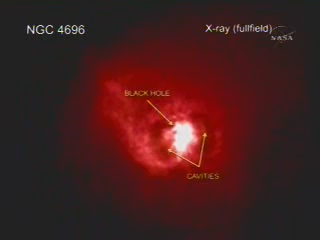 NGC 4696
X-ray (fullfield)
NASA
BLACK HOLE
CAVITIES